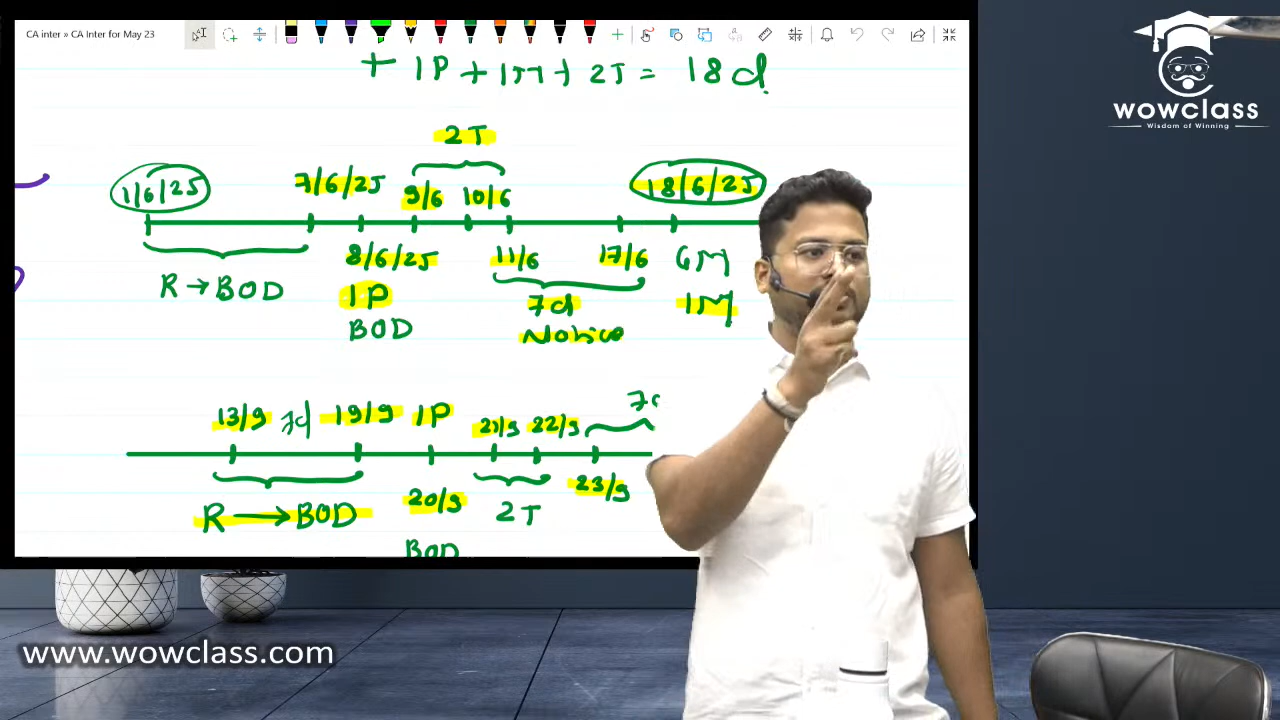 CA inter » CA Inter for May 23
+ 1P + 1M + 2T = 18 d
2T
1/6/25 7/6/25 9/6 10/6 18/6/25
8/6/25 11/6 17/6 GM
R → BOD 1P 7d 1M
BOD Notice
13/9 7d 19/9 1P 21/9 22/9 7d
20/9 23/9
R → BOD 2T
BOD
wowclass
Wisdom of Winning
www.wowclass.com